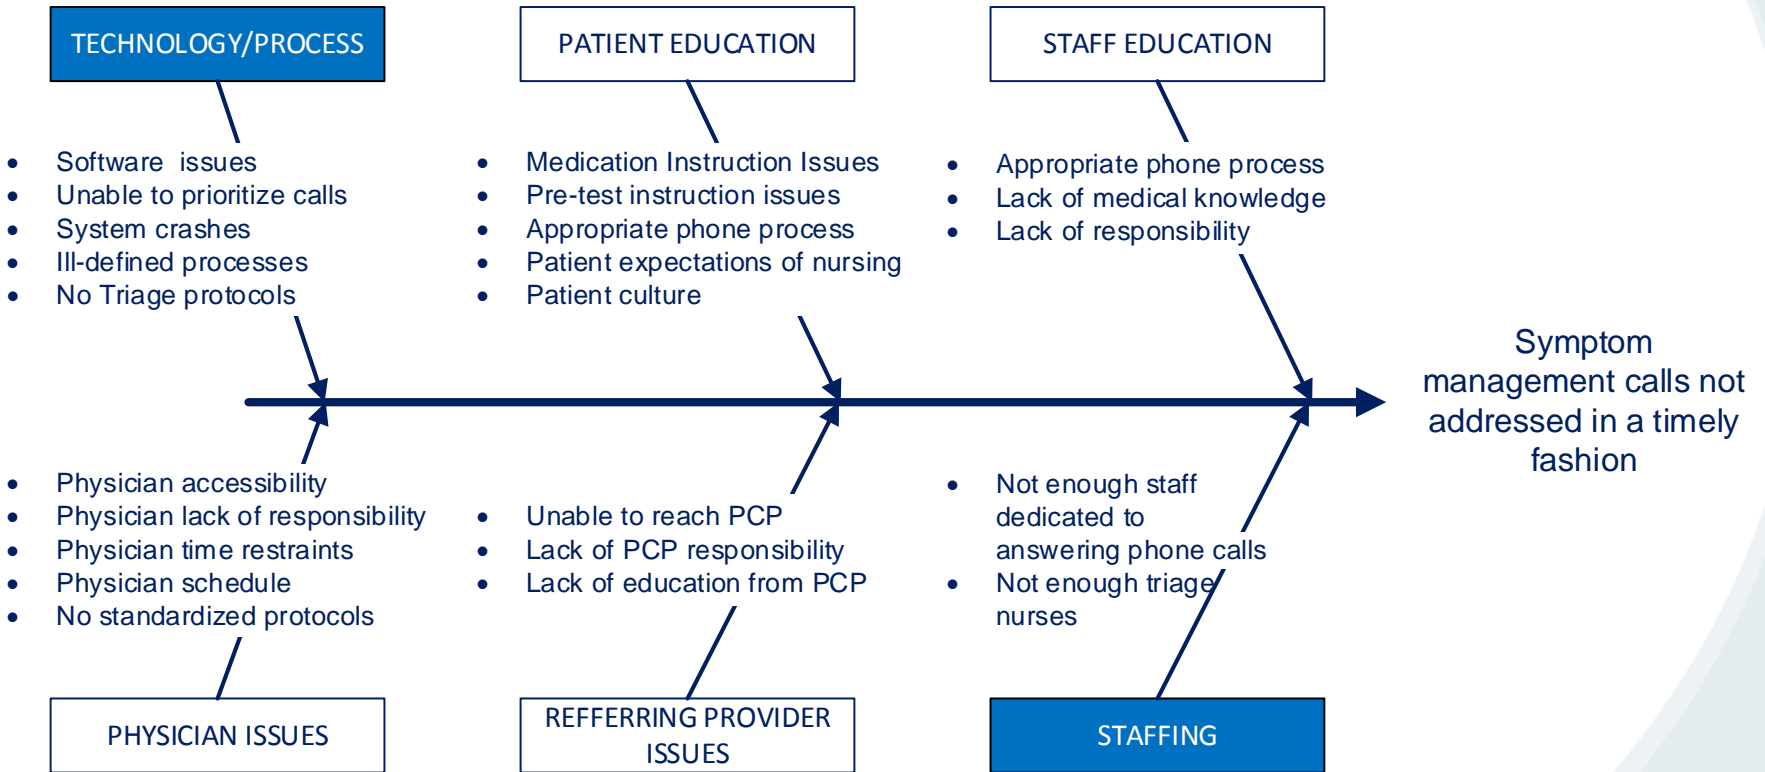 TECHNOLOGY/PROCESS
PATIENT EDUCATION
STAFF EDUCATION
• Software  issues
• Unable to prioritize calls
• System crashes
• Ill-defined processes
• No Triage protocols
• Medication Instruction Issues
• Pre-test instruction issues
• Appropriate phone process
• Patient expectations of nursing
• Patient culture
• Appropriate phone process
• Lack of medical knowledge
• Lack of responsibility
Symptom
management calls not
addressed in a timely
fashion
• Physician accessibility
• Physician lack of responsibility
• Physician time restraints
• Physician schedule
• No standardized protocols
• Unable to reach PCP
• Lack of PCP responsibility
• Lack of education from PCP
• Not enough staff
dedicated to
answering phone calls
• Not enough triage
nurses
PHYSICIAN ISSUES
REFFERRING PROVIDER
ISSUES
STAFFING